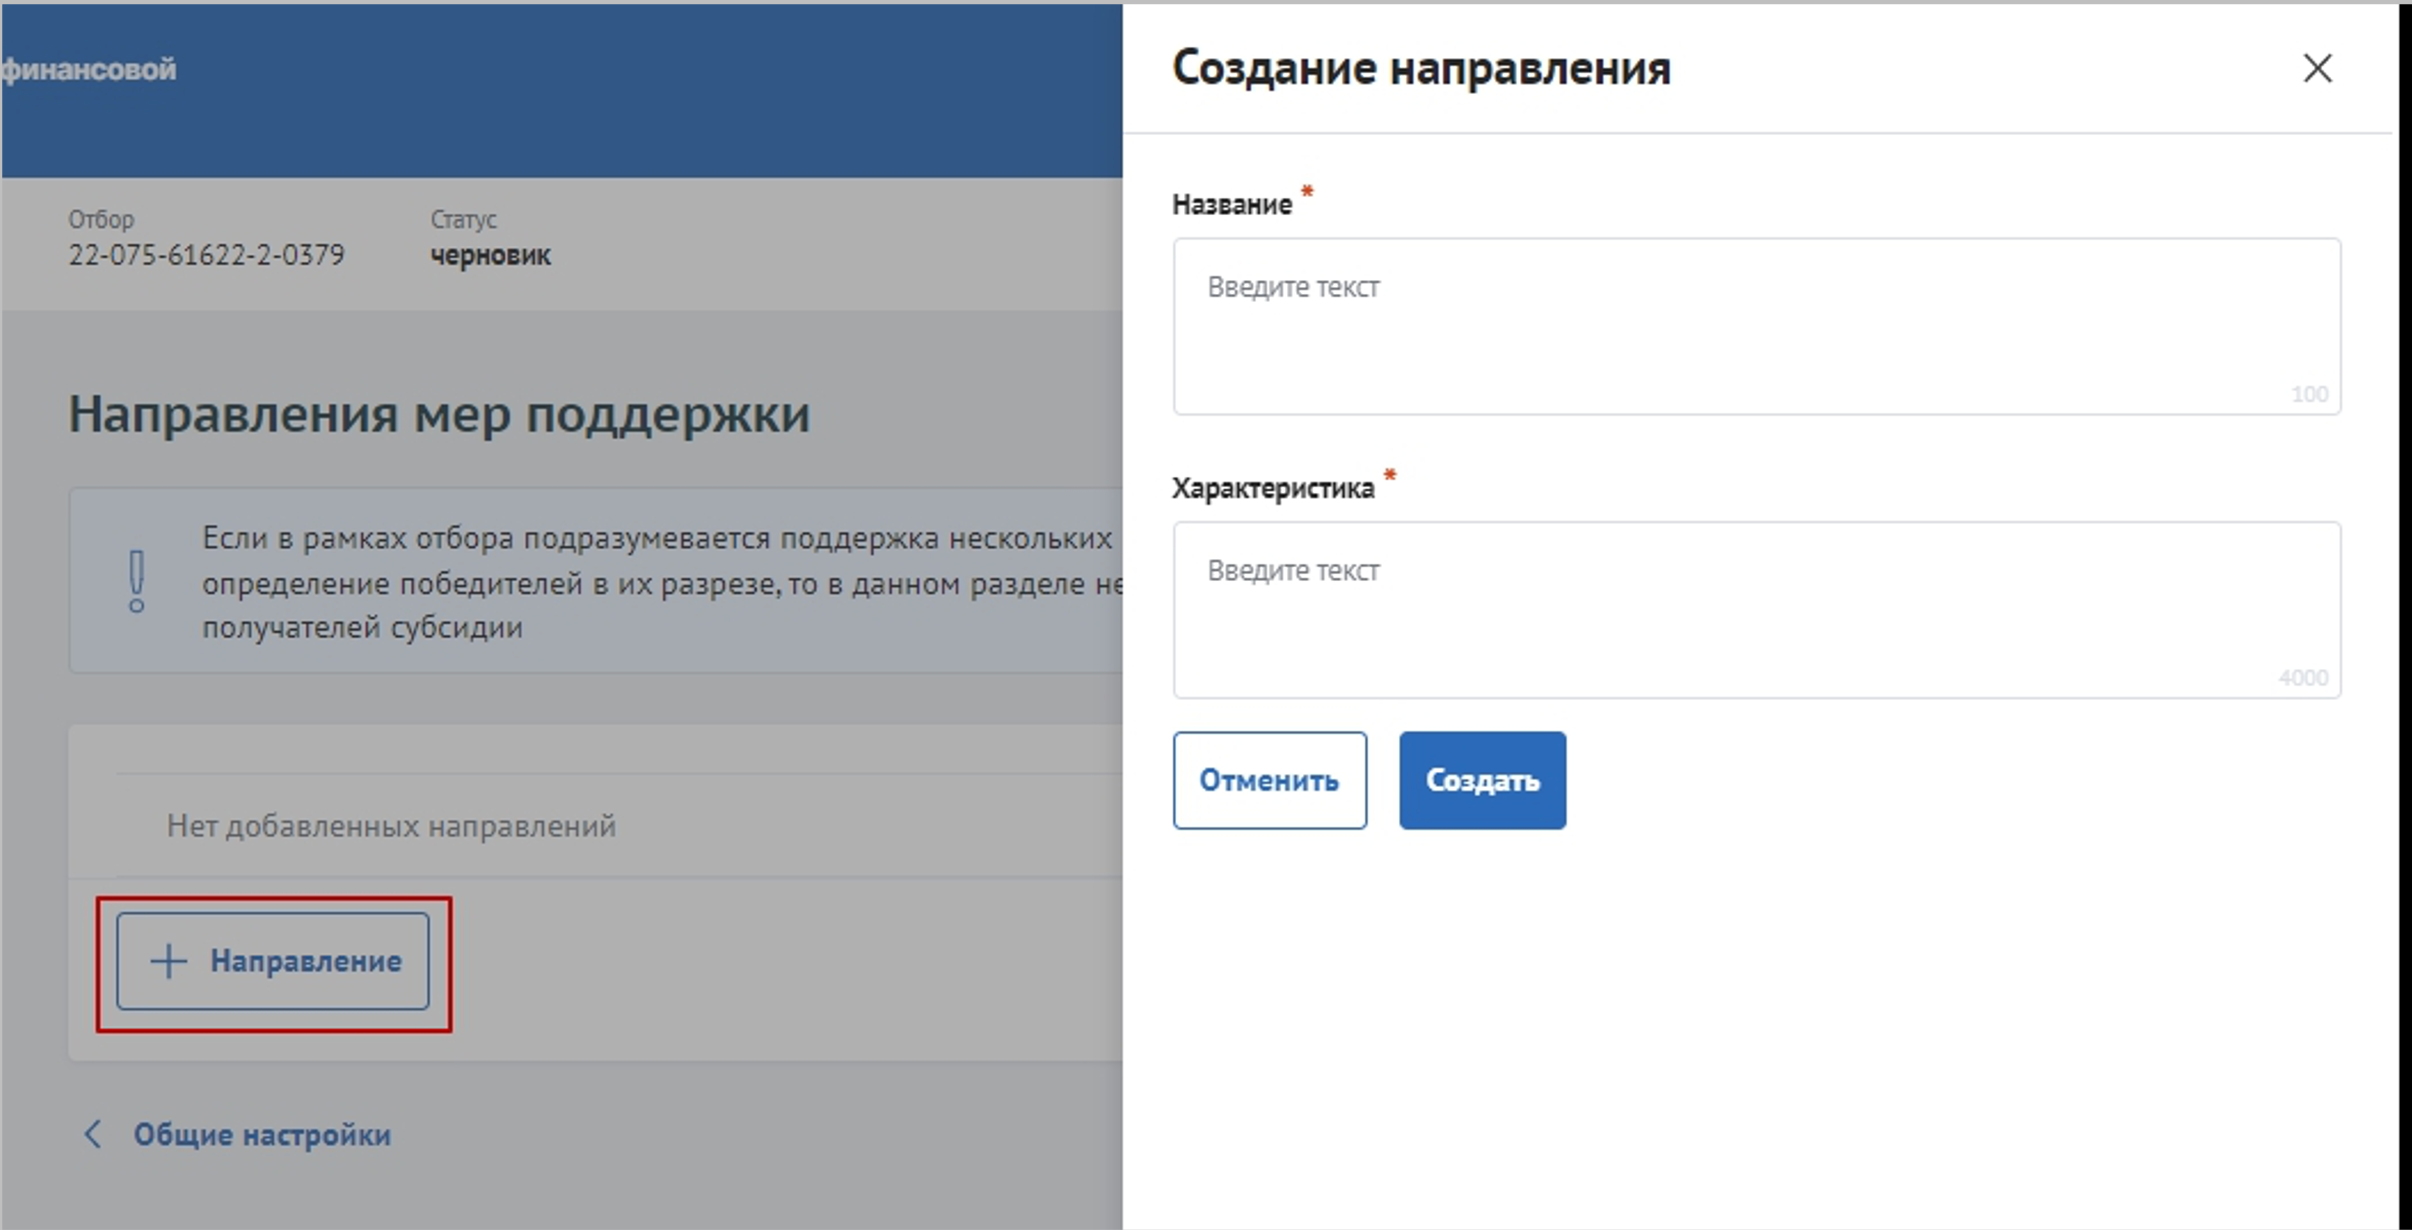 финансовой
Отбор
22-075-61622-2-0379
Статус
черновик
Направления мер поддержки
Если в рамках отбора подразумевается поддержка нескольких
определение победителей в их разрезе, то в данном разделе не
получателей субсидии
Нет добавленных направлений
Направление
Общие настройки
Создание направления
Название *
Введите текст
100
Характеристика *
Введите текст
4000
Отменить
Создать